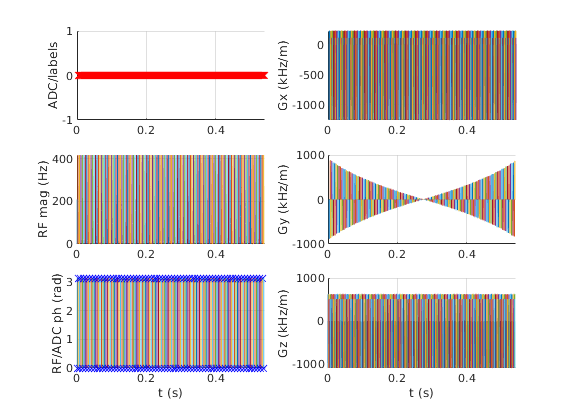 ADC/labels
1
0
-1
0 0.2 0.4
Gx (kHz/m)
0
-500
-1000
0 0.2 0.4
RF mag (Hz)
400
200
0
0 0.2 0.4
Gy (kHz/m)
1000
0
-1000
0 0.2 0.4
RF/ADC ph (rad)
3
2
1
0
0 0.2 0.4
t (s)
Gz (kHz/m)
1000
0
-1000
0 0.2 0.4
t (s)